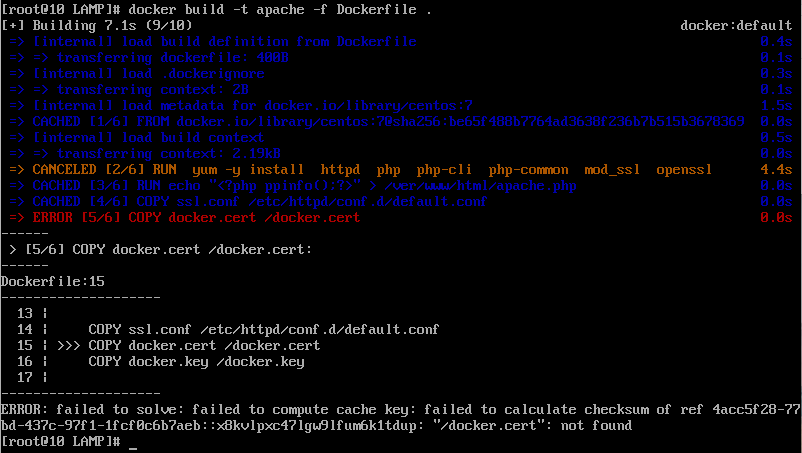 [root@10 LAMP]# docker build -t apache -f Dockerfile .
[+] Building 7.1s (9/10) docker:default
=> [internal] load build definition from Dockerfile 0.4s
=> => transferring dockerfile: 400B 0.1s
=> [internal] load .dockerignore 0.3s
=> => transferring context: 2B 0.1s
=> [internal] load metadata for docker.io/library/centos:7 1.5s
=> CACHED [1/6] FROM docker.io/library/centos:7@sha256:be65f488b7764ad3638f236b7b515b3678369 0.0s
=> [internal] load build context 0.5s
=> => transferring context: 2.19kB 0.0s
=> CANCELED [2/6] RUN yum -y install httpd php php-cli php-common mod_ssl openssl 4.4s
=> CACHED [3/6] RUN echo "<?php ppinfo();?>" > /ver/www/html/apache.php 0.0s
=> CACHED [4/6] COPY ssl.conf /etc/httpd/conf.d/default.conf 0.0s
=> ERROR [5/6] COPY docker.cert /docker.cert 0.0s
------
> [5/6] COPY docker.cert /docker.cert:
------
Dockerfile:15
--------------------
13 |
14 | COPY ssl.conf /etc/httpd/conf.d/default.conf
15 | >>> COPY docker.cert /docker.cert
16 | COPY docker.key /docker.key
17 |
--------------------
ERROR: failed to solve: failed to compute cache key: failed to calculate checksum of ref 4acc5f28-77
bd-437c-97f1-1fcf0c6b7aeb::x8kvlpxc47lgw9lfum6k1tdup: "/docker.cert": not found
[root@10 LAMP]# _